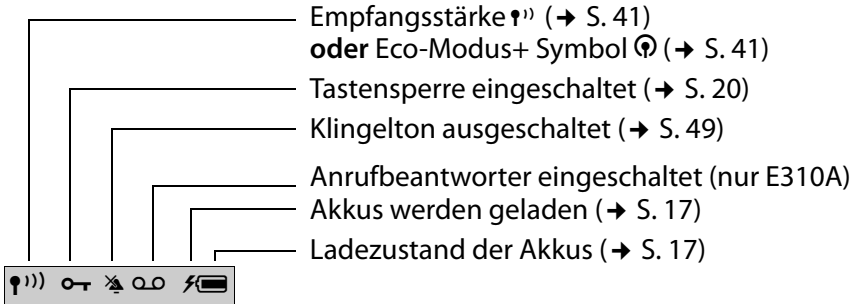 Empfangsstärke (➔ S. 41)
oder Eco-Modus+ Symbol (➔ S. 41)
Tastensperre eingeschaltet (➔ S. 20)
Klingelton ausgeschaltet (➔ S. 49)
Anrufbeantworter eingeschaltet (nur E310A)
Akkus werden geladen (➔ S. 17)
Ladezustand der Akkus (➔ S. 17)